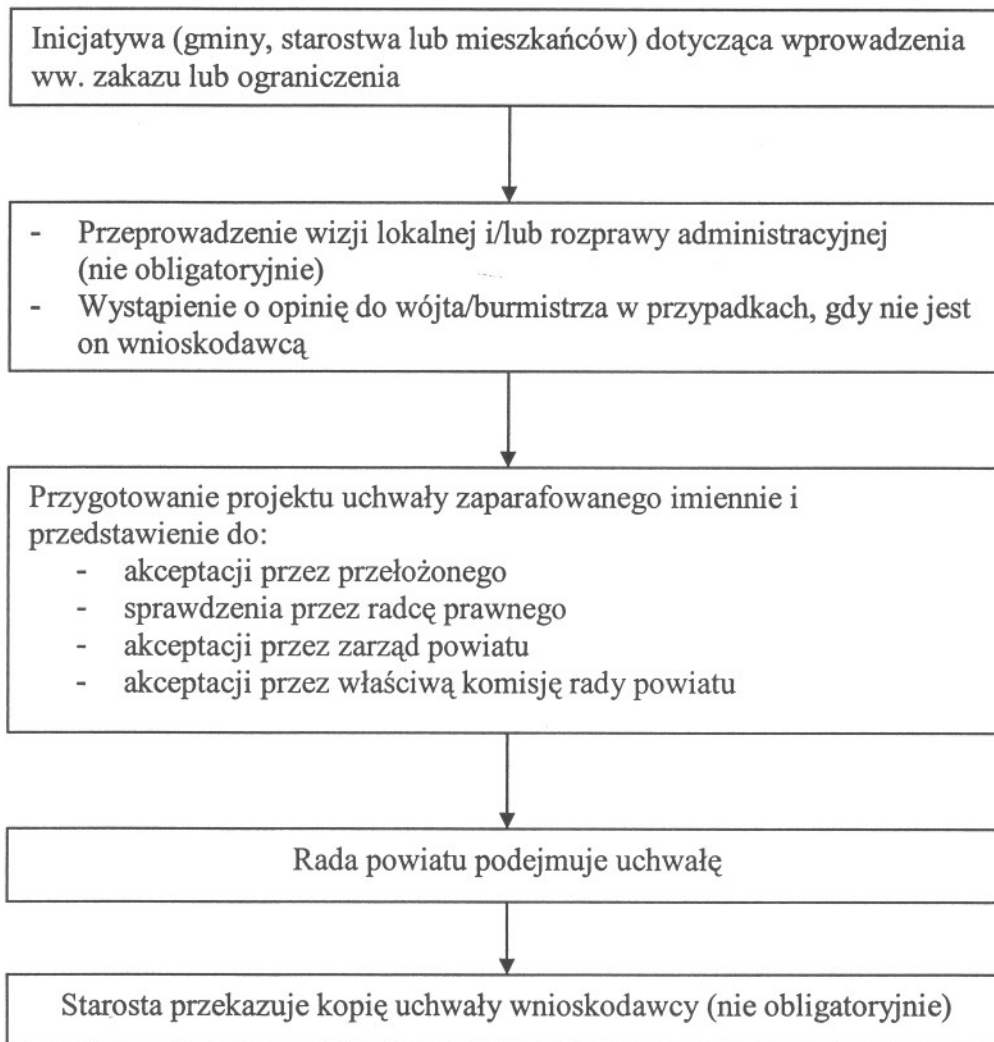 Inicjatywa (gminy, starostwa lub mieszkańców) dotycząca wprowadzenia
ww. zakazu lub ograniczenia
- Przeprowadzenie wizji lokalnej i/lub rozprawy administracyjnej
(nie obligatoryjnie)
- Wystąpienie o opinię do wójta/burmistrza w przypadkach, gdy nie jest
on wnioskodawcą
Przygotowanie projektu uchwały zaparafowanego imiennie i
przedstawienie do:
- akceptacji przez przełożonego
- sprawdzenia przez radcę prawnego
- akceptacji przez zarząd powiatu
- akceptacji przez właściwą komisję rady powiatu
Rada powiatu podejmuje uchwałę
Starosta przekazuje kopię uchwały wnioskodawcy (nie obligatoryjnie)